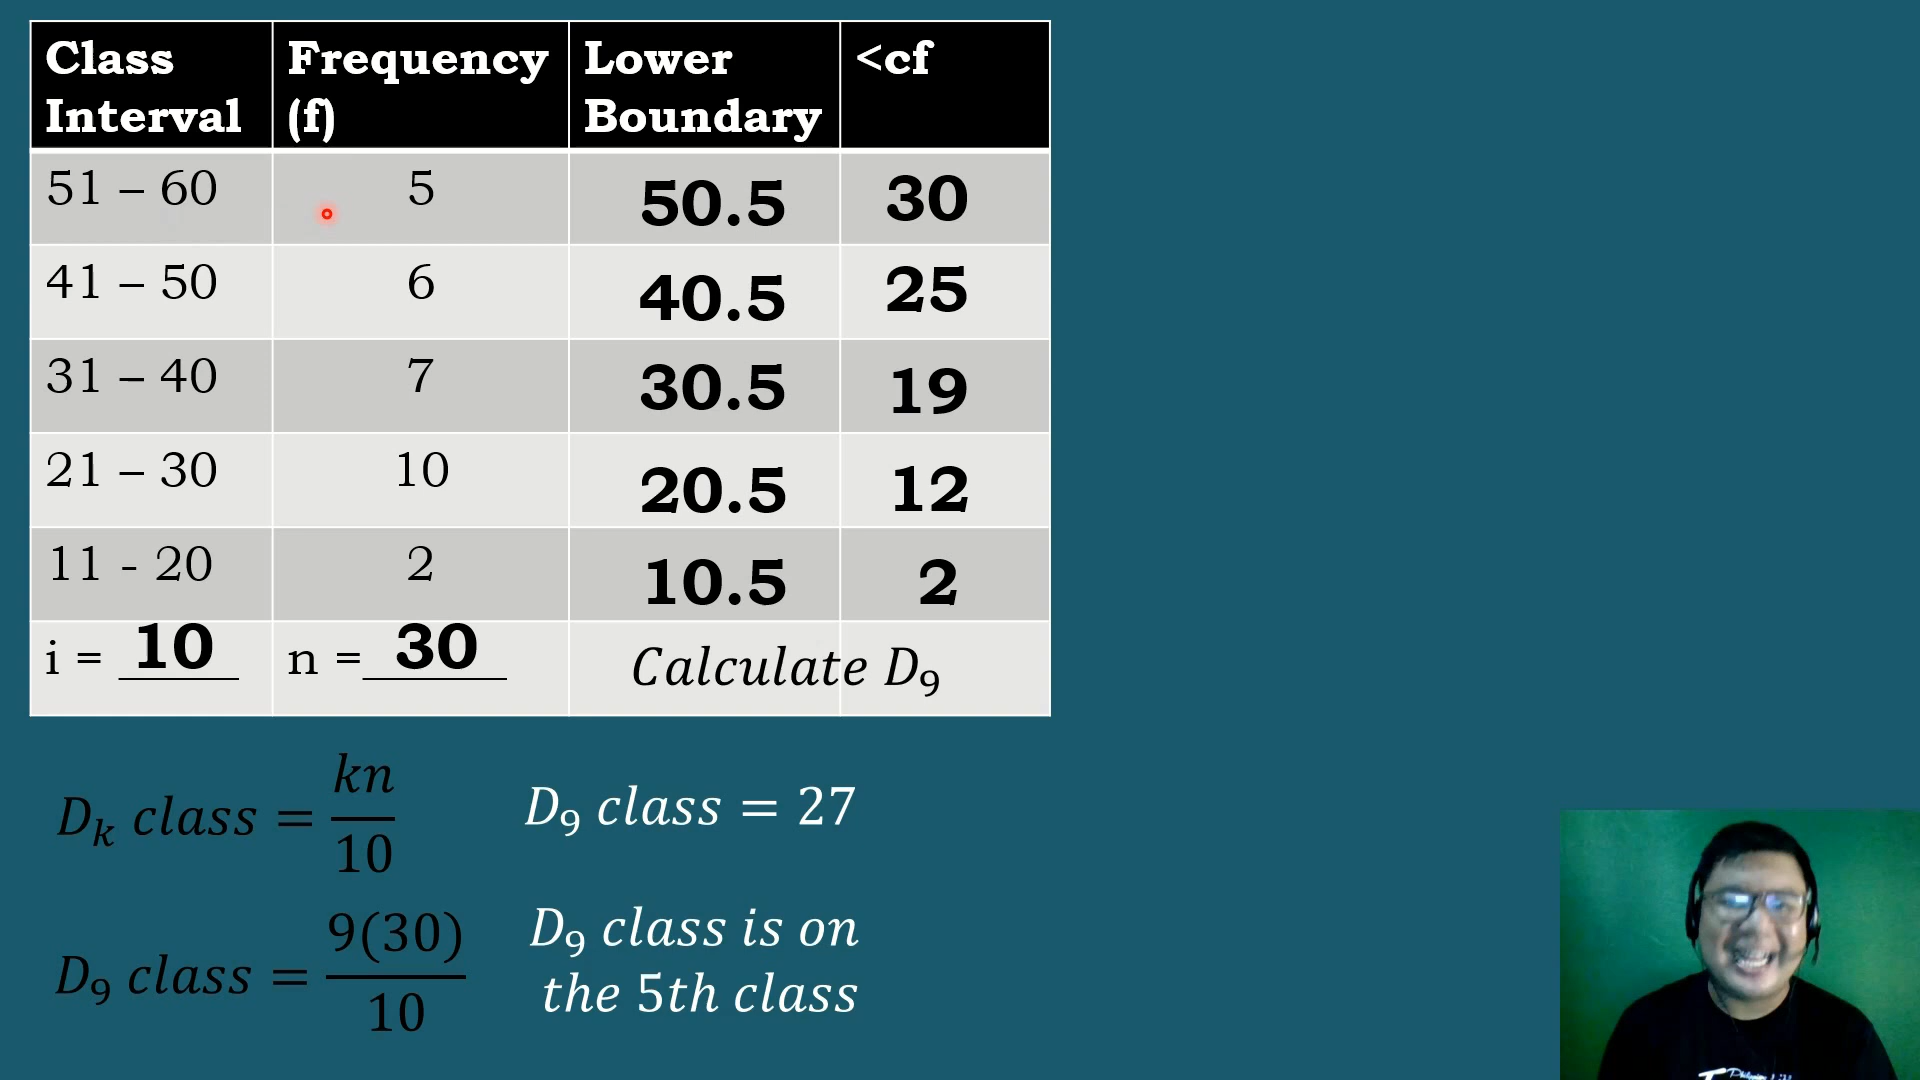 Class Interval	Frequency (f)	Lower Boundary	<cf
51 – 60	5	50.5	30
41 – 50	6	40.5	25
31 – 40	7	30.5	19
21 – 30	10	20.5	12
11 - 20	2	10.5	2
i = 10	n = 30	Calculate D₉
Dₖ class = kn/10
D₉ class = 27
D₉ class = 9(30)/10
D₉ class is on
the 5th class